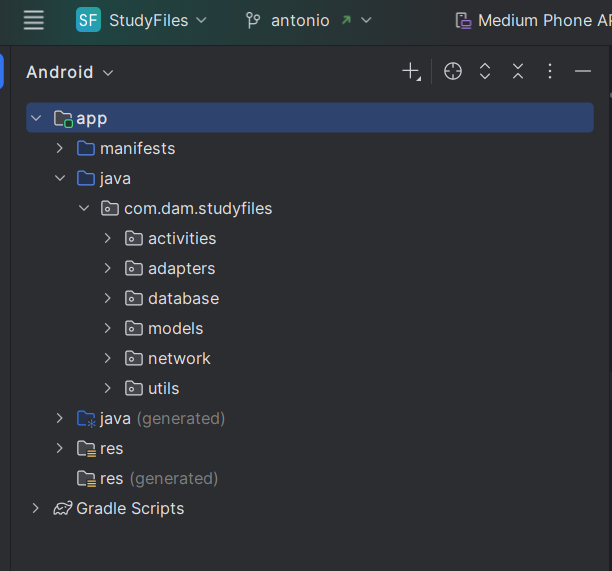 SF StudyFiles antonio Medium Phone AP
Android
app
manifests
java
com.dam.studyfiles
activities
adapters
database
models
network
utils
java (generated)
res
res (generated)
Gradle Scripts